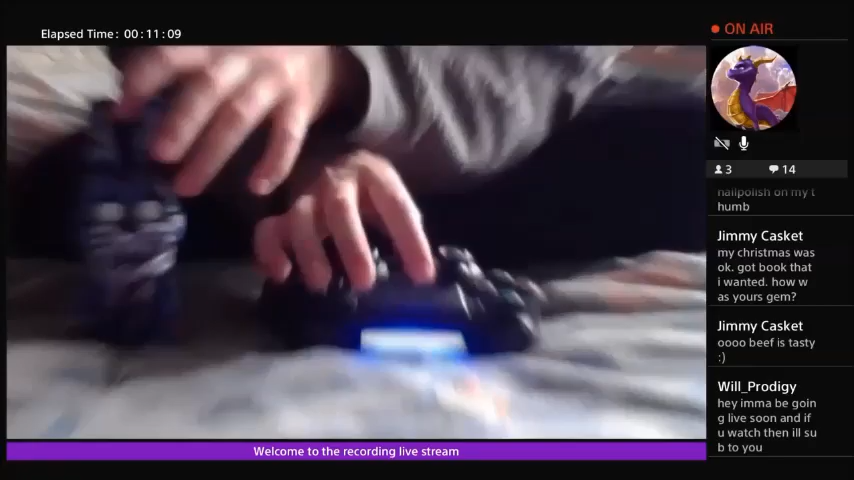 Elapsed Time: 00:11:09
ON AIR
3
14
nailpolish on my t
humb
Jimmy Casket
my christmas was
ok. got book that
i wanted. how w
as yours gem?
Jimmy Casket
oooo beef is tasty
:)
Will_Prodigy
hey imma be goin
g live soon and if
u watch then ill su
b to you
Welcome to the recording live stream